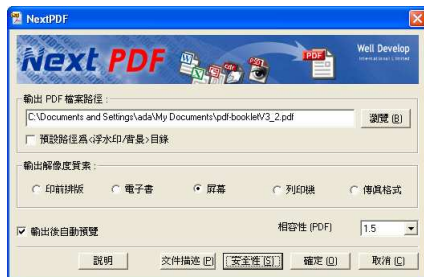 NextPDF
Next PDF
PDF
Well Develop
International Limited
輸出 PDF 檔案路徑 :
C:\Documents and Settings\ada\My Documents\pdf-bookletV3_2.pdf
瀏覽 (B)
預設路徑爲<浮水印/背景>目錄
輸出解像度質素 :
印前排版
電子書
屏幕
列印機
傳眞格式
輸出後自動預覽
相容性 (PDF)
1.5
說明
文件描述 (P)
安全性 (S)
確定 (O)
取消 (C)